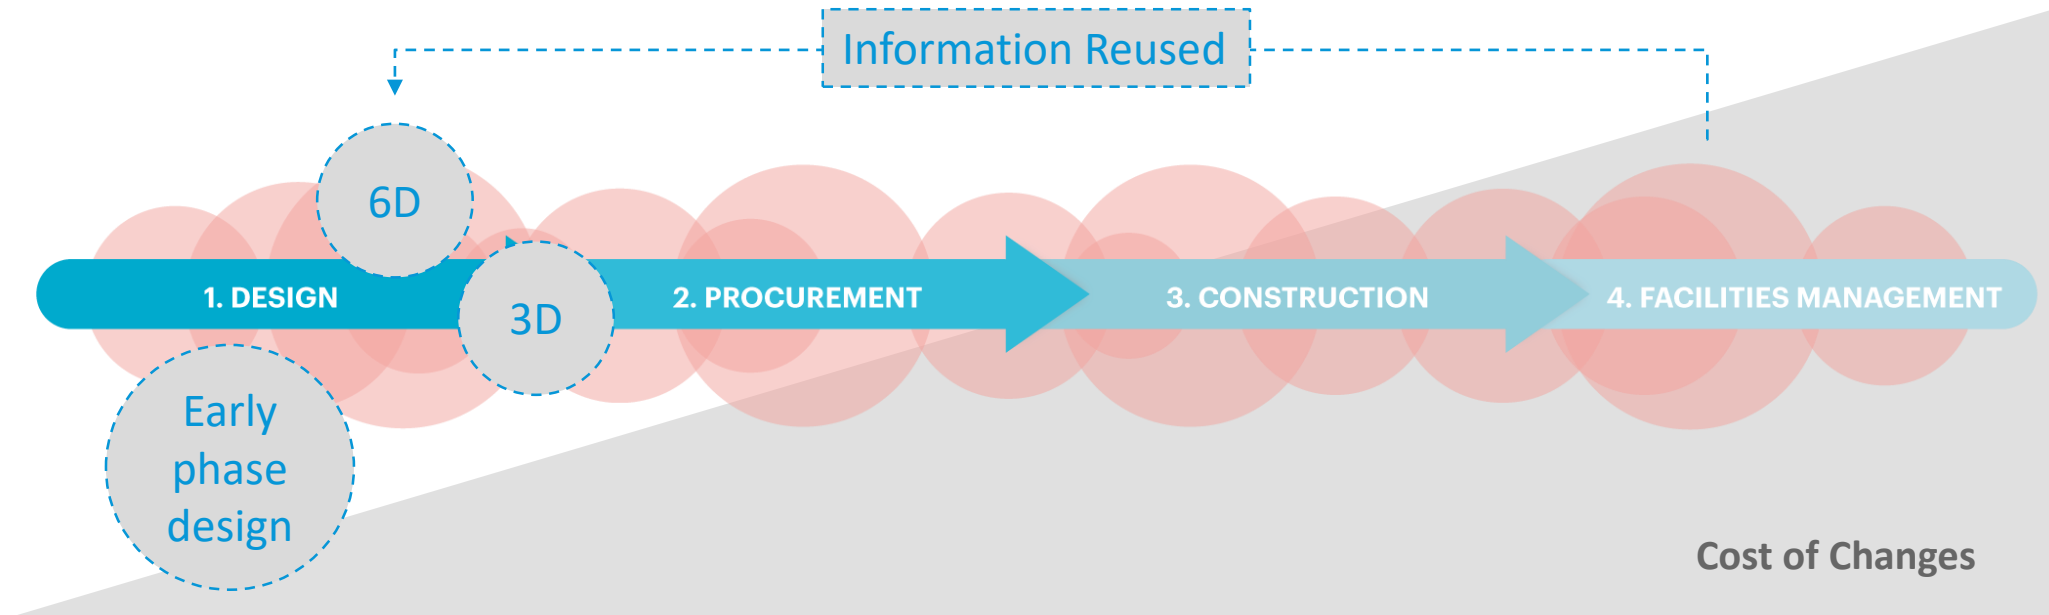 Information Reused
6D
1. DESIGN
3D
2. PROCUREMENT
3. CONSTRUCTION
4. FACILITIES MANAGEMENT
Early
phase
design
Cost of Changes